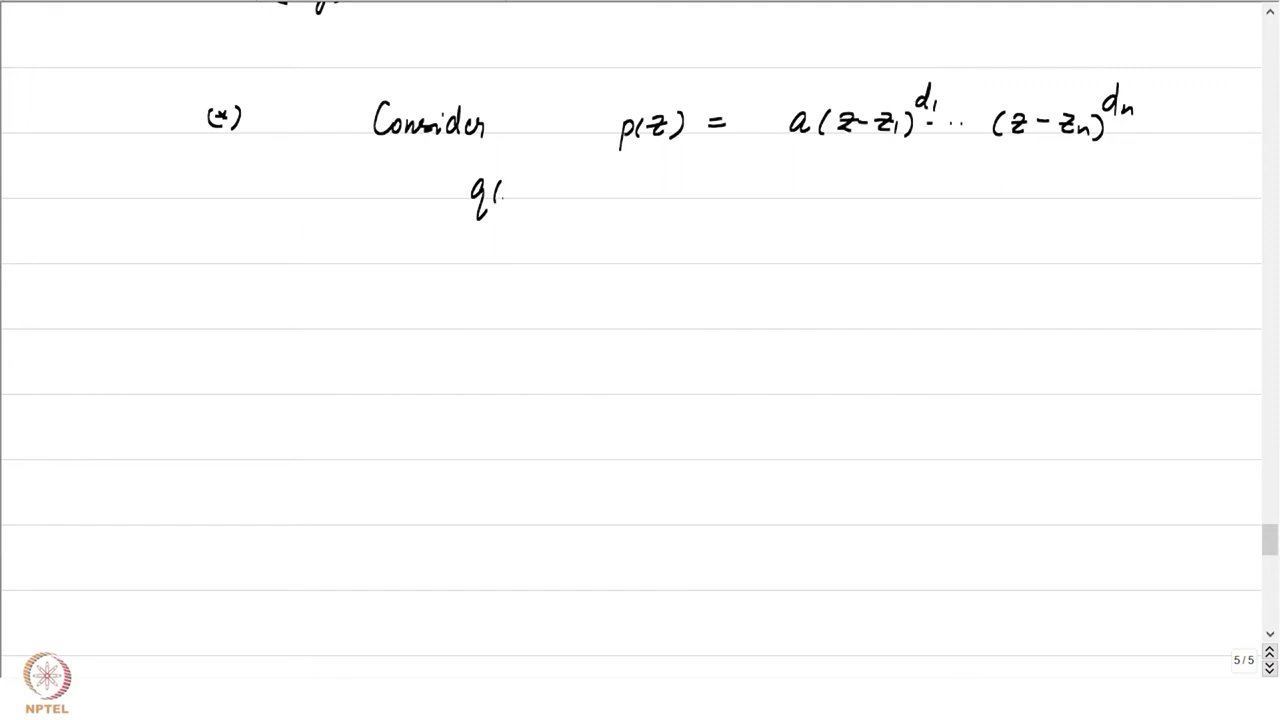 (*) Consider p(z) = a(z-z₁)^d₁ ... (z-zₙ)^dₙ
q(
5 / 5
NPTEL